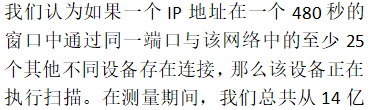 我们认为如果一个 IP 地址在一个 480 秒的
窗口中通过同一端口与该网络中的至少 25
个其他不同设备存在连接，那么该设备正在
执行扫描。在测量期间，我们总共从 14 亿